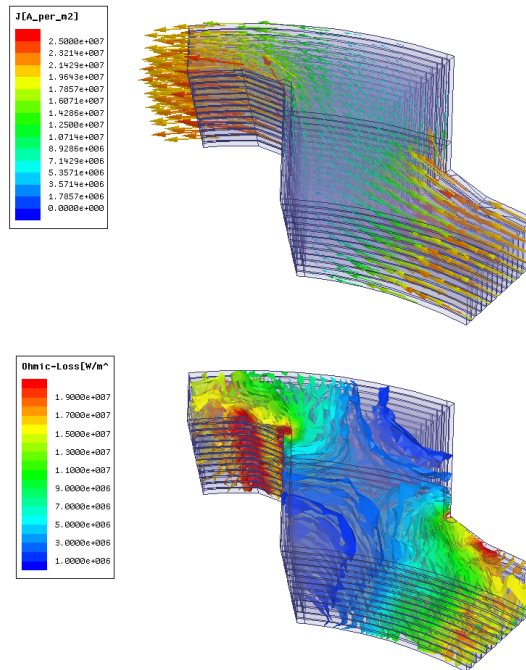 J[A_per_m2]
2.5000e+007
2.3214e+007
2.1429e+007
1.9643e+007
1.7857e+007
1.6071e+007
1.4286e+007
1.2500e+007
1.0714e+007
8.9286e+006
7.1429e+006
5.3571e+006
3.5714e+006
1.7857e+006
0.0000e+000
Ohmic-Loss[W/m^
1.9000e+007
1.7000e+007
1.5000e+007
1.3000e+007
1.1000e+007
9.0000e+006
7.0000e+006
5.0000e+006
3.0000e+006
1.0000e+006